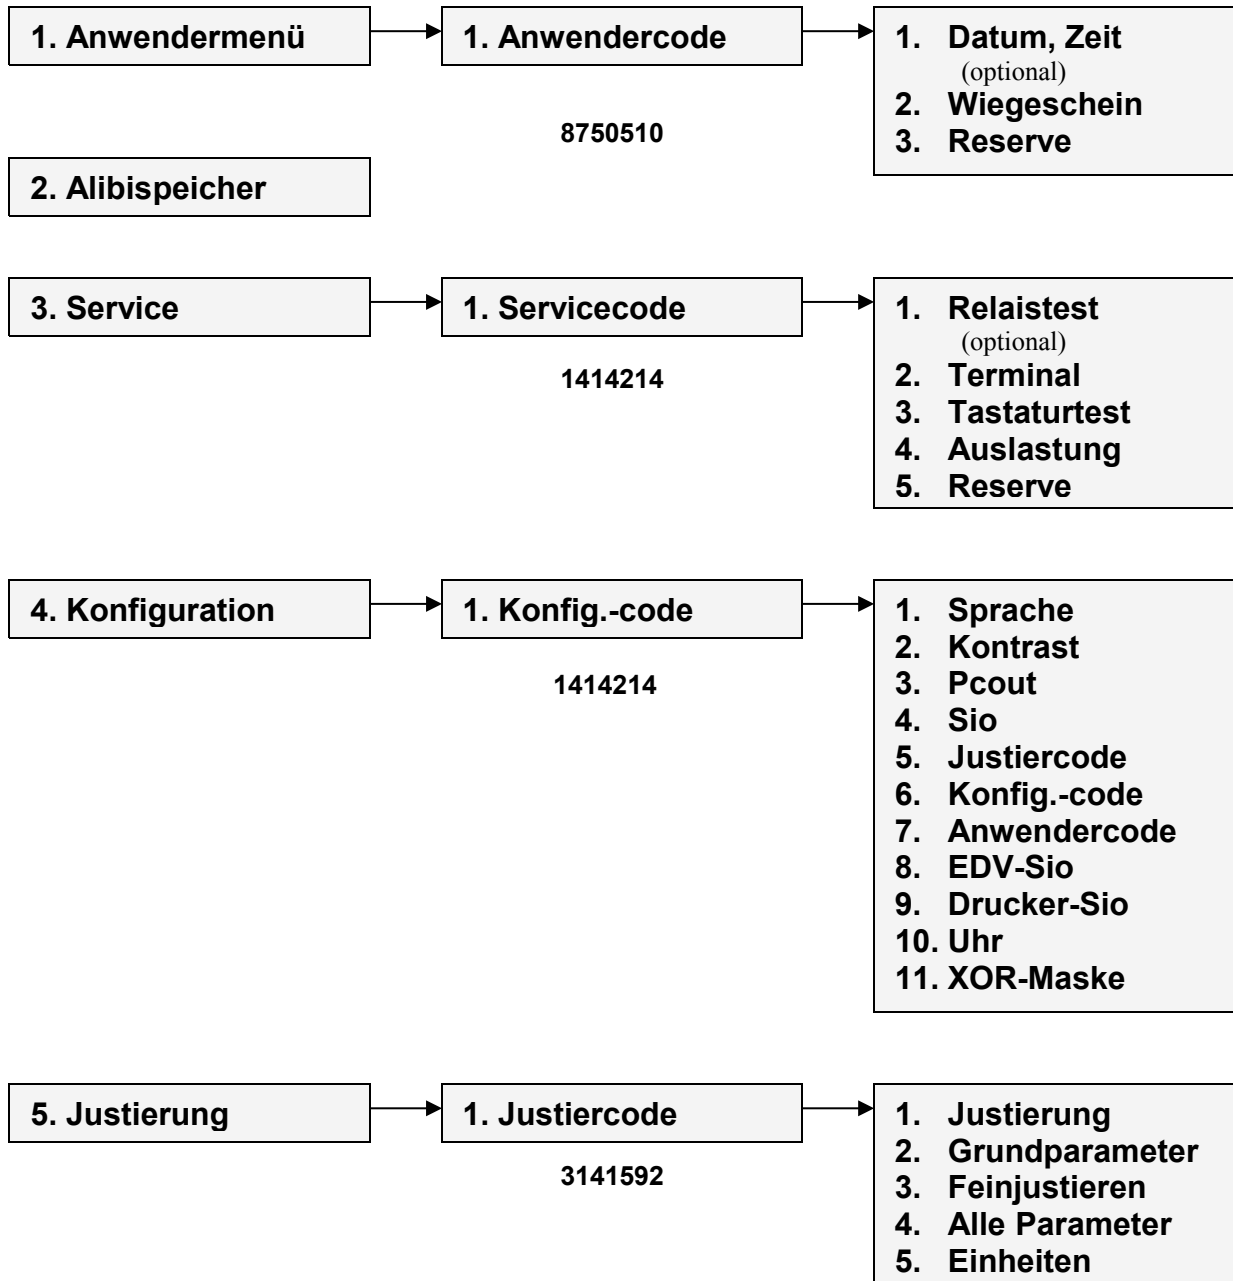 1. Anwendermenü
1. Anwendercode
8750510
1. Datum, Zeit
(optional)
2. Wiegeschein
3. Reserve
2. Alibispeicher
3. Service
1. Servicecode
1414214
1. Relaistest
(optional)
2. Terminal
3. Tastaturtest
4. Auslastung
5. Reserve
4. Konfiguration
1. Konfig.-code
1414214
1. Sprache
2. Kontrast
3. Pcout
4. Sio
5. Justiercode
6. Konfig.-code
7. Anwendercode
8. EDV-Sio
9. Drucker-Sio
10. Uhr
11. XOR-Maske
5. Justierung
1. Justiercode
3141592
1. Justierung
2. Grundparameter
3. Feinjustieren
4. Alle Parameter
5. Einheiten